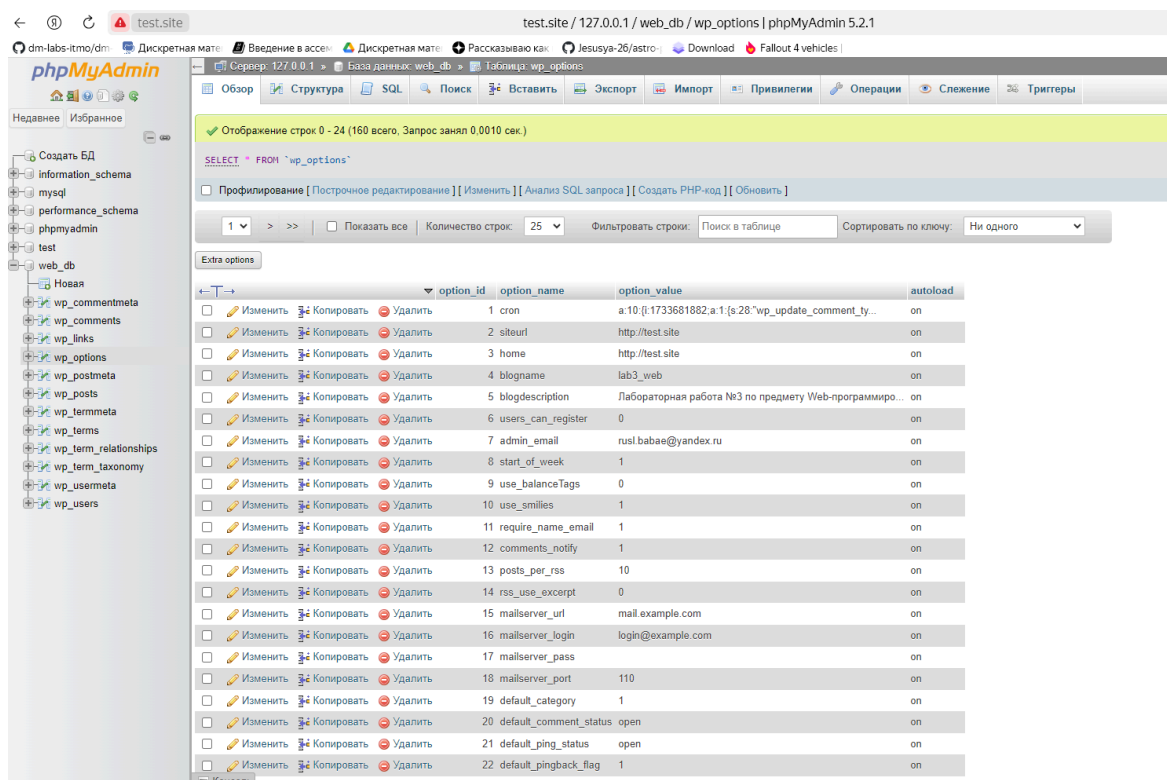 test.site
test.site / 127.0.0.1 / web_db / wp_options | phpMyAdmin 5.2.1
dm-labs-itmo/dm Дискретная мате Введение в ассем Дискретная мате Рассказываю как Jesusya-26/astro- Download Fallout 4 vehicles |
phpMyAdmin
Недавнее Избранное
Создать БД
information_schema
mysql
performance_schema
phpmyadmin
test
web_db
Новая
wp_commentmeta
wp_comments
wp_links
wp_options
wp_postmeta
wp_posts
wp_termmeta
wp_terms
wp_term_relationships
wp_term_taxonomy
wp_usermeta
wp_users
Сервер: 127.0.0.1 » База данных: web_db » Таблица: wp_options
Обзор Структура SQL Поиск Вставить Экспорт Импорт Привилегии Операции Слежение Триггеры
Отображение строк 0 - 24 (160 всего, Запрос занял 0,0010 сек.)
SELECT * FROM `wp_options`
Профилирование [ Построчное редактирование ] [ Изменить ] [ Анализ SQL запроса ] [ Создать PHP-код ] [ Обновить ]
1 > >> | Показать все | Количество строк: 25 Фильтровать строки: Поиск в таблице Сортировать по ключу: Ни одного
Extra options
←T→ option_id option_name option_value autoload
Изменить Копировать Удалить 1 cron a:10:{i:1733681882;a:1:{s:28:"wp_update_comment_ty... on
Изменить Копировать Удалить 2 siteurl http://test.site on
Изменить Копировать Удалить 3 home http://test.site on
Изменить Копировать Удалить 4 blogname lab3_web on
Изменить Копировать Удалить 5 blogdescription Лабораторная работа №3 по предмету Web-программиро... on
Изменить Копировать Удалить 6 users_can_register 0 on
Изменить Копировать Удалить 7 admin_email rusl.babae@yandex.ru on
Изменить Копировать Удалить 8 start_of_week 1 on
Изменить Копировать Удалить 9 use_balanceTags 0 on
Изменить Копировать Удалить 10 use_smilies 1 on
Изменить Копировать Удалить 11 require_name_email 1 on
Изменить Копировать Удалить 12 comments_notify 1 on
Изменить Копировать Удалить 13 posts_per_rss 10 on
Изменить Копировать Удалить 14 rss_use_excerpt 0 on
Изменить Копировать Удалить 15 mailserver_url mail.example.com on
Изменить Копировать Удалить 16 mailserver_login login@example.com on
Изменить Копировать Удалить 17 mailserver_pass on
Изменить Копировать Удалить 18 mailserver_port 110 on
Изменить Копировать Удалить 19 default_category 1 on
Изменить Копировать Удалить 20 default_comment_status open on
Изменить Копировать Удалить 21 default_ping_status open on
Изменить Копировать Удалить 22 default_pingback_flag 1 on